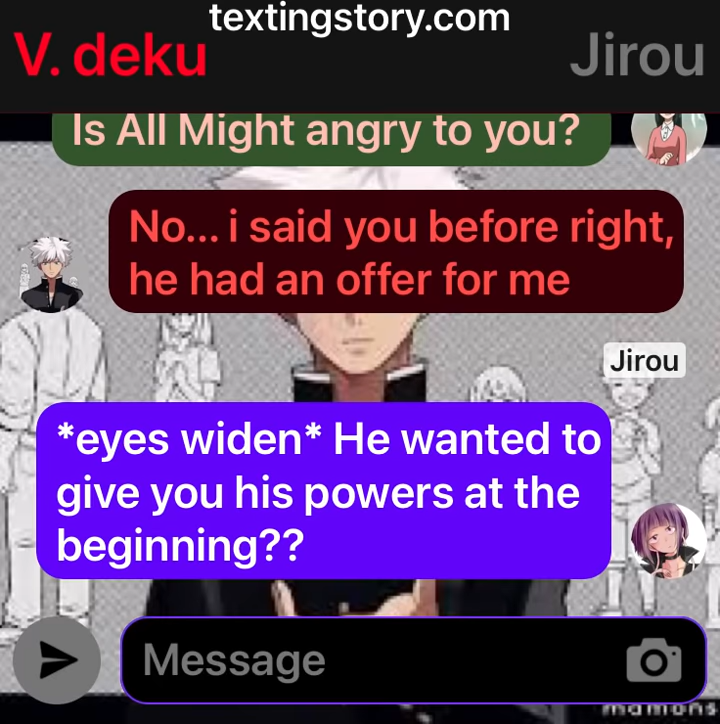 textingstory.com
V. deku
Jirou
Is All Might angry to you?
No... i said you before right,
he had an offer for me
Jirou
*eyes widen* He wanted to
give you his powers at the
beginning??
Message